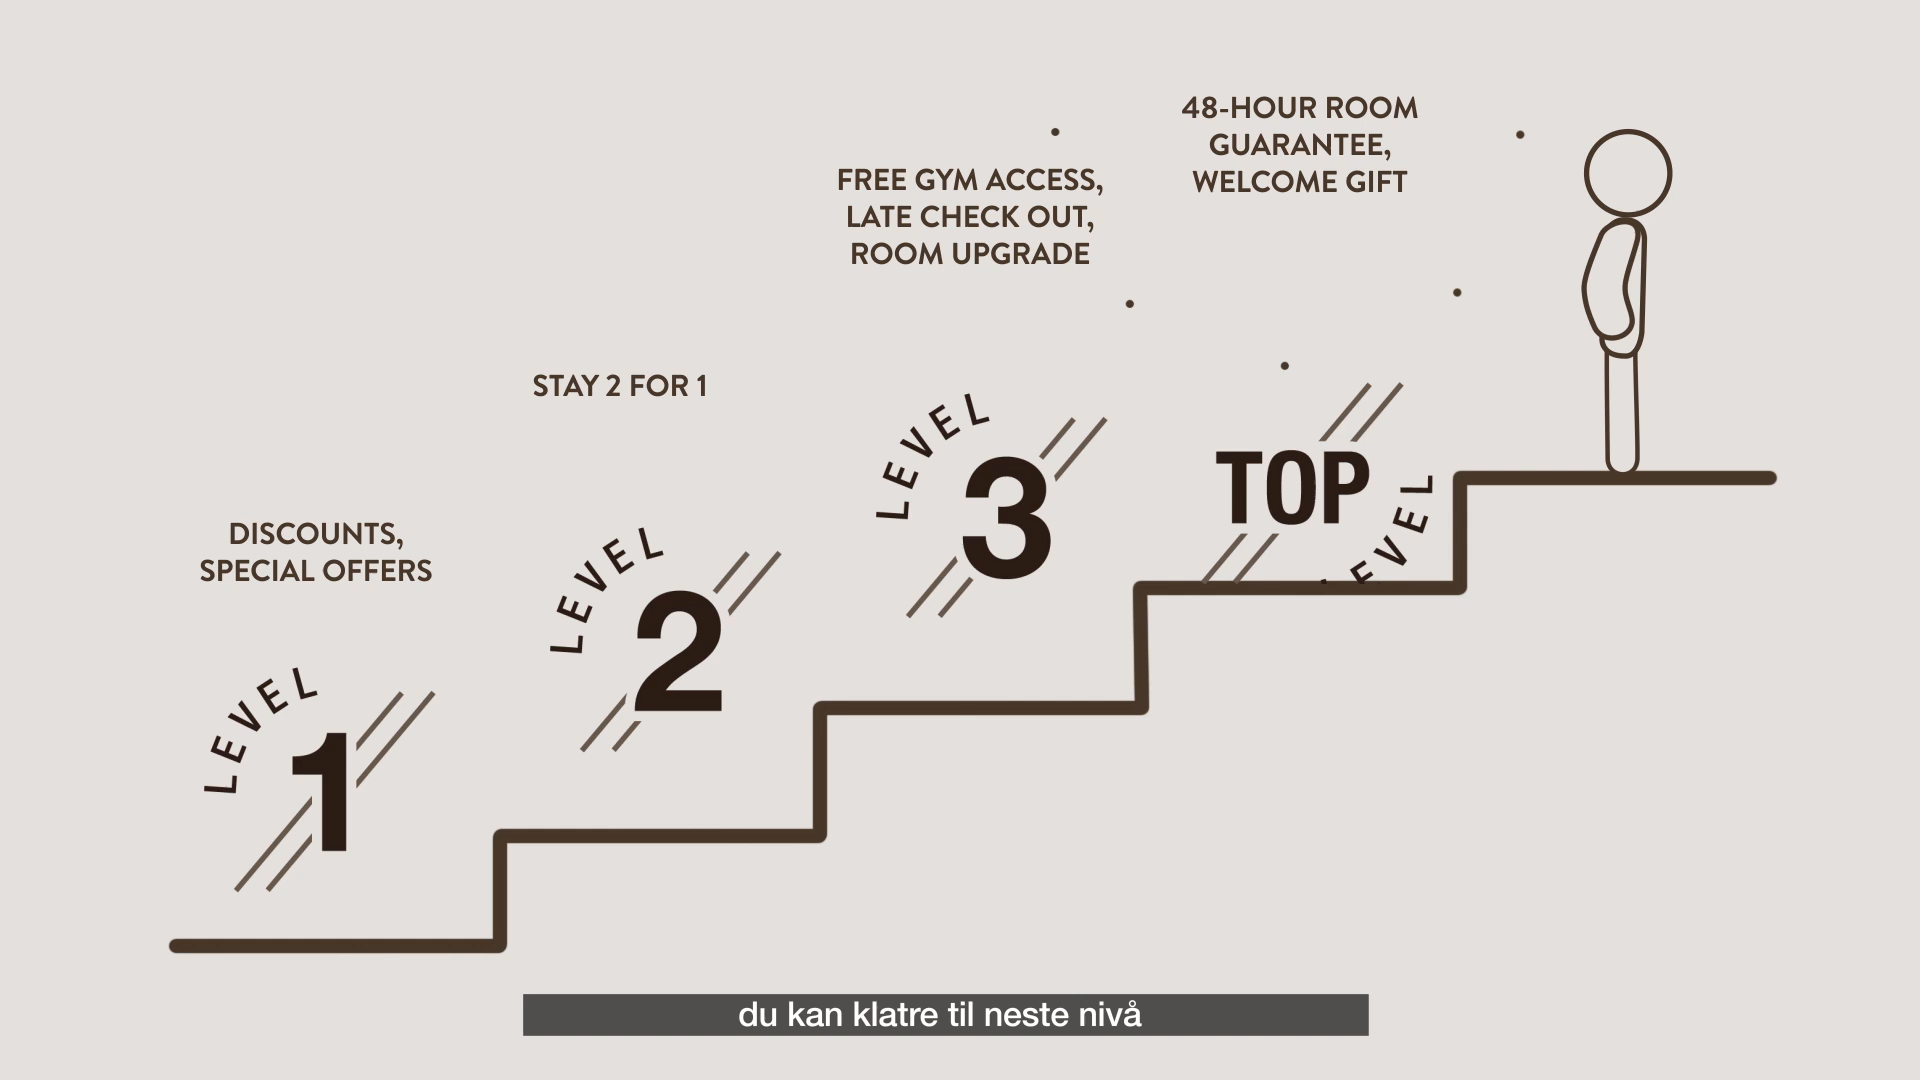 48-HOUR ROOM
GUARANTEE,
WELCOME GIFT
FREE GYM ACCESS,
LATE CHECK OUT,
ROOM UPGRADE
STAY 2 FOR 1
DISCOUNTS,
SPECIAL OFFERS
LEVEL
1
LEVEL
2
LEVEL
3
TOP
LEVEL
du kan klatre til neste nivå